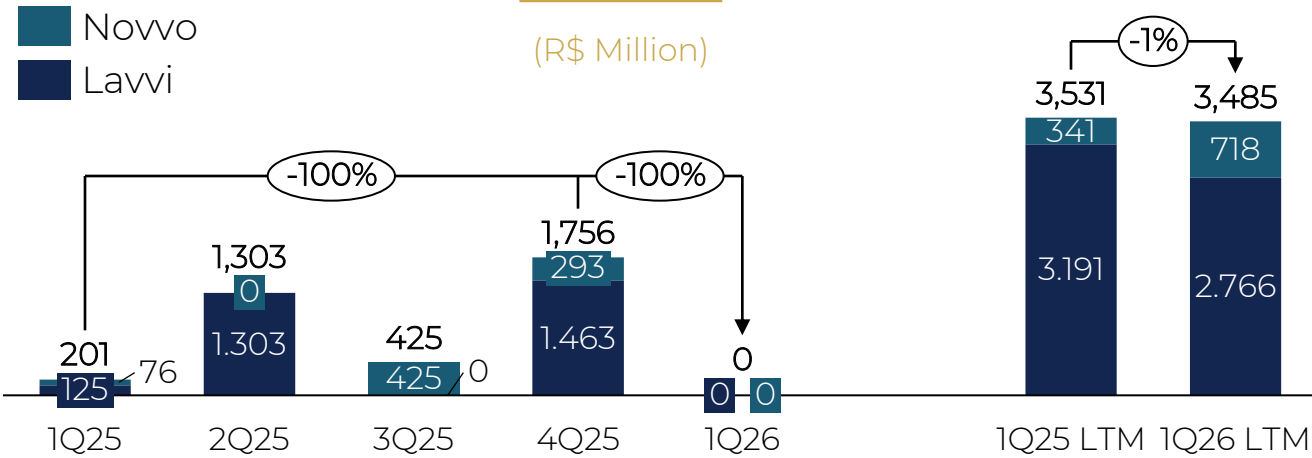 Novvo
Lavvi
(R$ Million)
-1%
3,531
3,485
341
718
3.191
2.766
-100%
-100%
1,756
293
1.463
1,303
0
1.303
425
425
0
201
76
125
0
0
0
1Q25
2Q25
3Q25
4Q25
1Q26
1Q25 LTM
1Q26 LTM